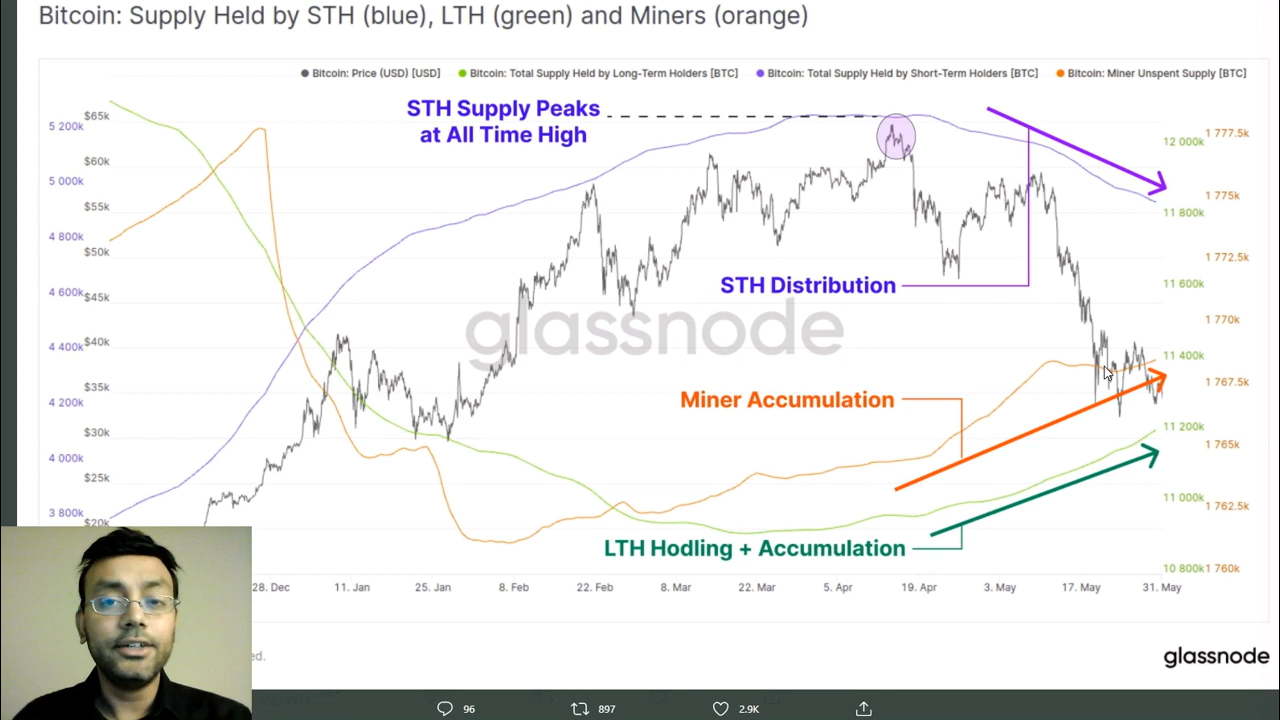 Bitcoin: Supply Held by STH (blue), LTH (green) and Miners (orange)
Bitcoin: Price (USD) [USD] Bitcoin: Total Supply Held by Long-Term Holders [BTC] Bitcoin: Total Supply Held by Short-Term Holders [BTC] Bitcoin: Miner Unspent Supply [BTC]
STH Supply Peaks
at All Time High
5 200k
5 000k
4 800k
4 600k
4 400k
4 200k
4 000k
3 800k
$65k
$60k
$55k
$50k
$45k
$40k
$35k
$30k
$25k
$20k
STH Distribution
glassnode
Miner Accumulation
LTH Hodling + Accumulation
12 000k
11 800k
11 600k
11 400k
11 200k
11 000k
10 800k
1 777.5k
1 775k
1 772.5k
1 770k
1 767.5k
1 765k
1 762.5k
1 760k
28. Dec 11. Jan 25. Jan 8. Feb 22. Feb 8. Mar 22. Mar 5. Apr 19. Apr 3. May 17. May 31. May
glassnode
96 897 2.9K